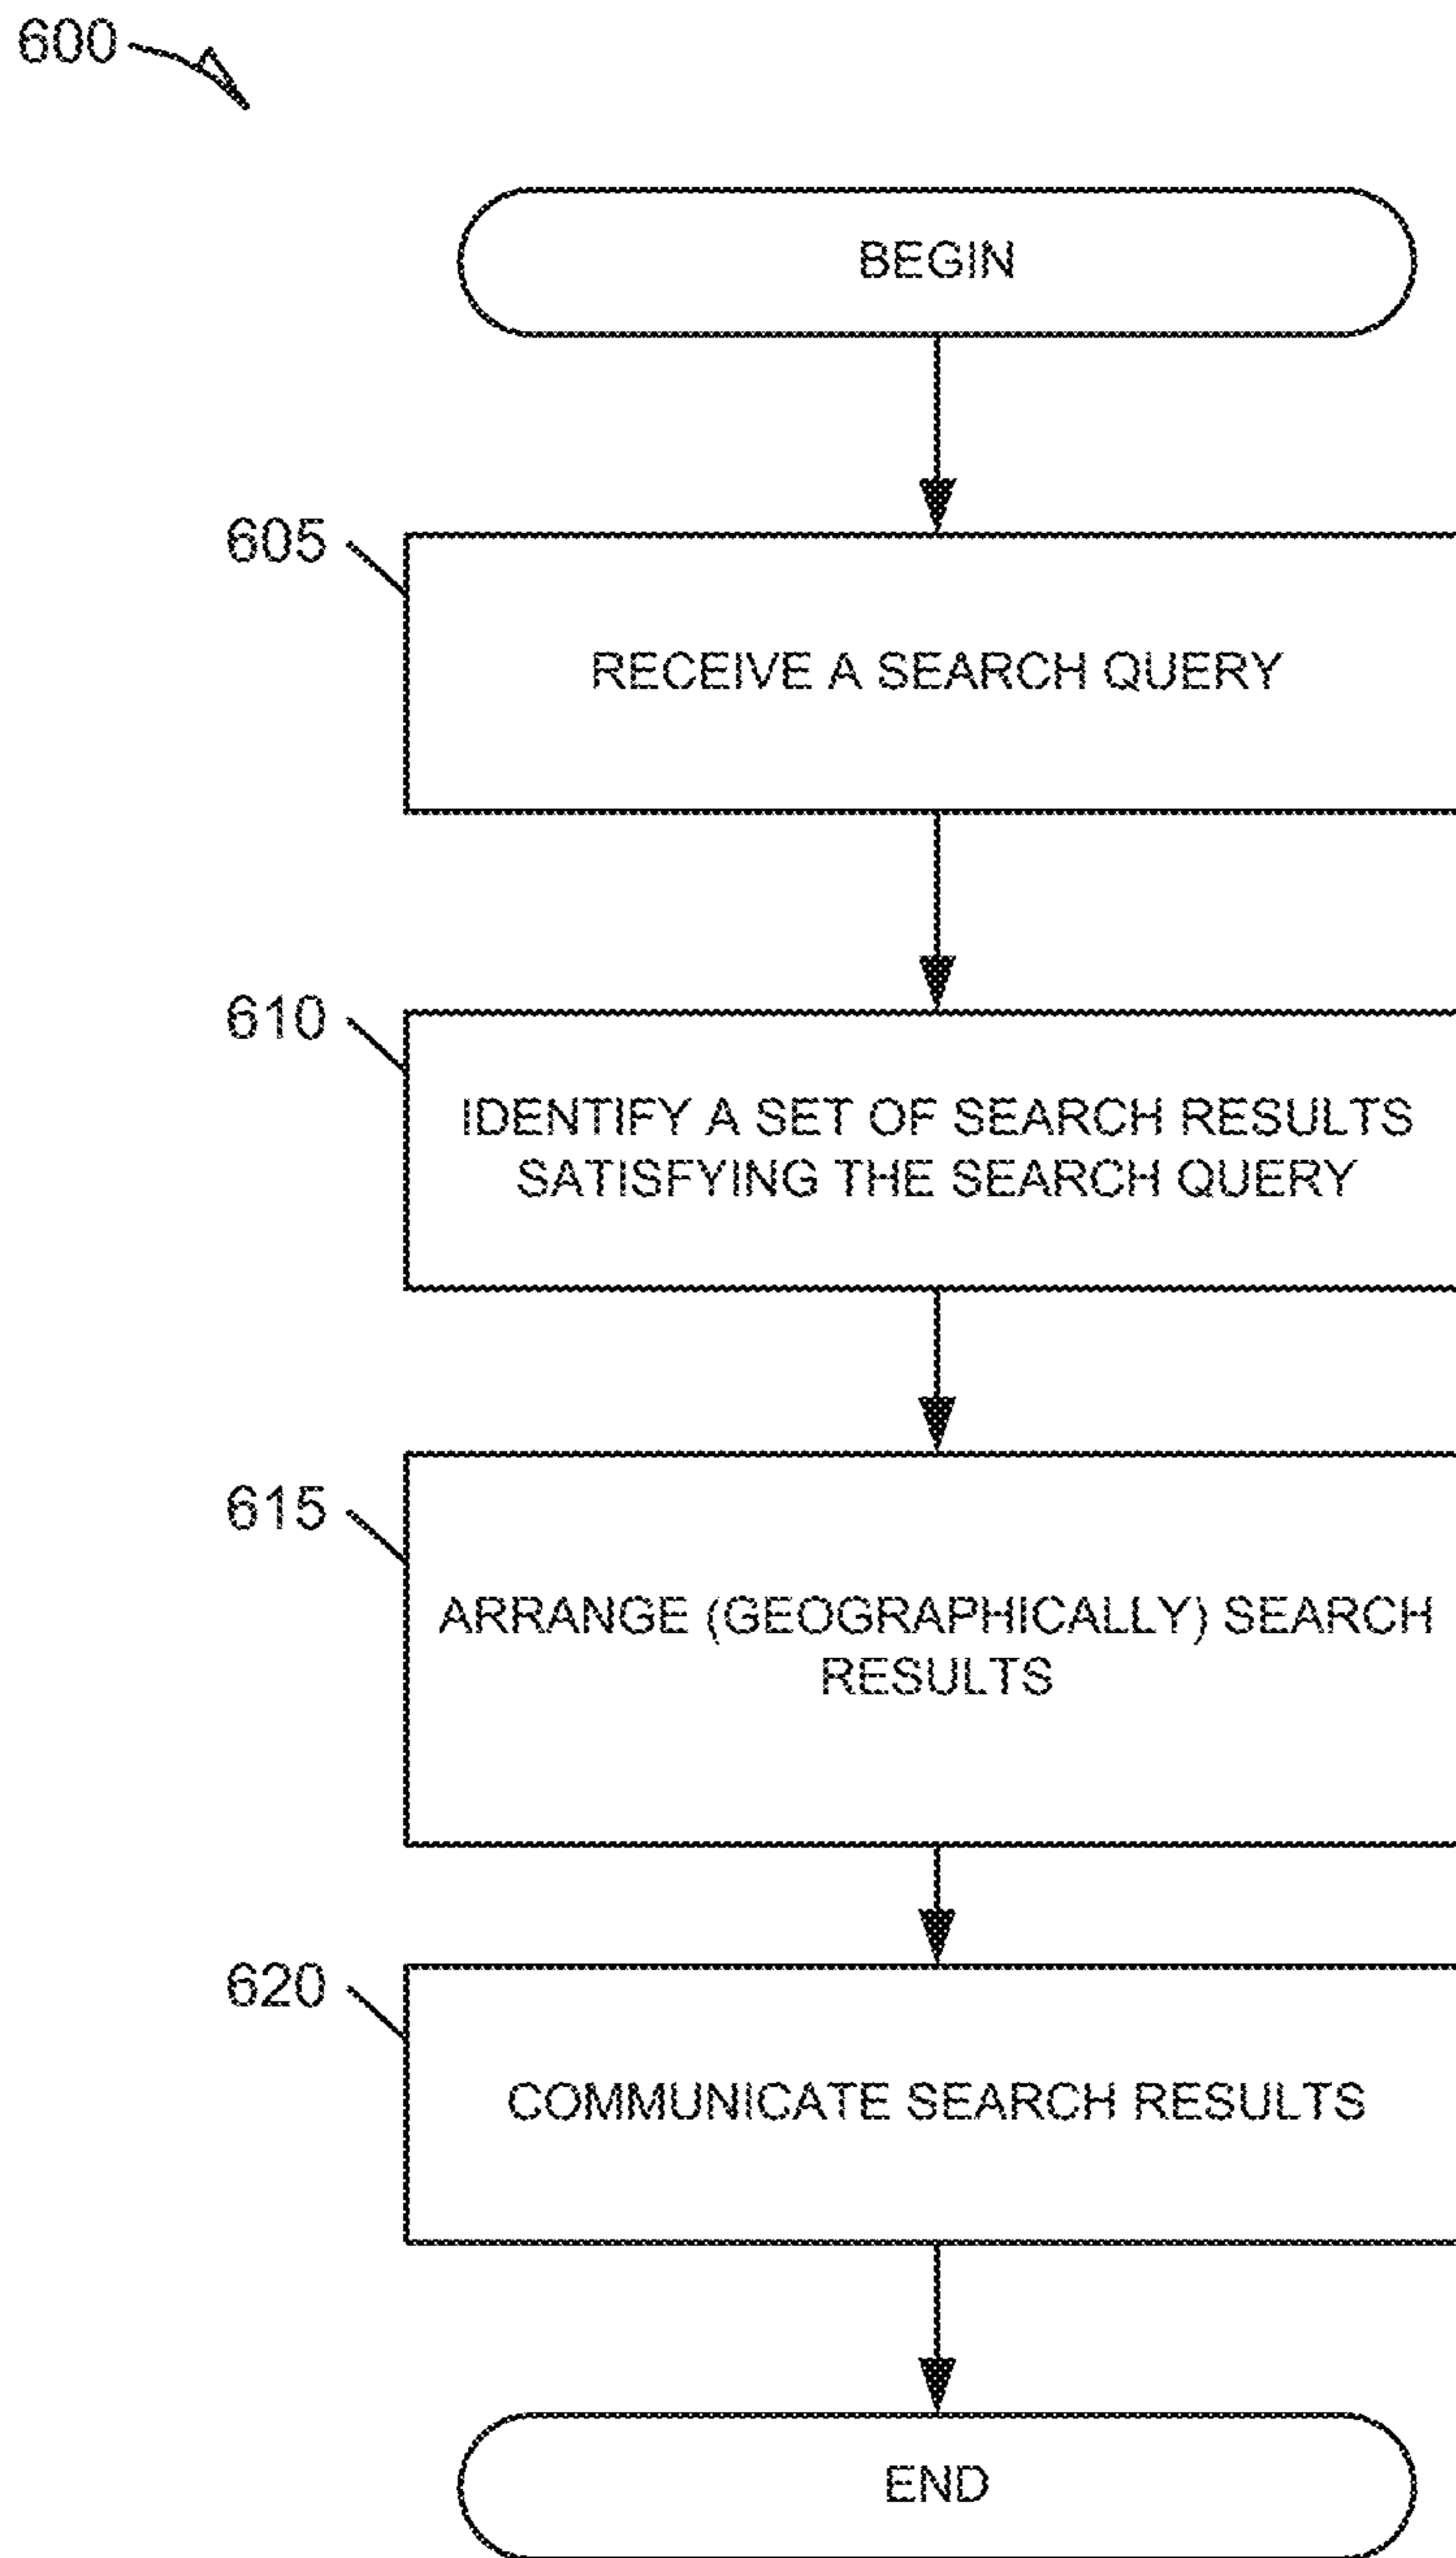 600
BEGIN
605
RECEIVE A SEARCH QUERY
610
IDENTIFY A SET OF SEARCH RESULTS
SATISFYING THE SEARCH QUERY
615
ARRANGE (GEOGRAPHICALLY) SEARCH
RESULTS
620
COMMUNICATE SEARCH RESULTS
END